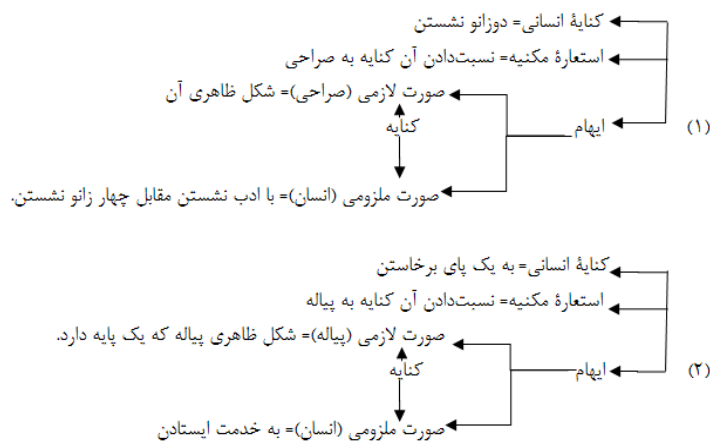 کنایهٔ انسانی= دوزانو نشستن
استعارهٔ مکنیه= نسبت‌دادن آن کنایه به صراحی
صورت لازمی (صراحی)= شکل ظاهری آن
(۱) ایهام کنایه
صورت ملزومی (انسان)= با ادب نشستن مقابل چهار زانو نشستن.
کنایهٔ انسانی= به یک پای برخاستن
استعارهٔ مکنیه= نسبت‌دادن آن کنایه به پیاله
صورت لازمی (پیاله)= شکل ظاهری پیاله که یک پایه دارد.
(۲) ایهام کنایه
صورت ملزومی (انسان)= به خدمت ایستادن